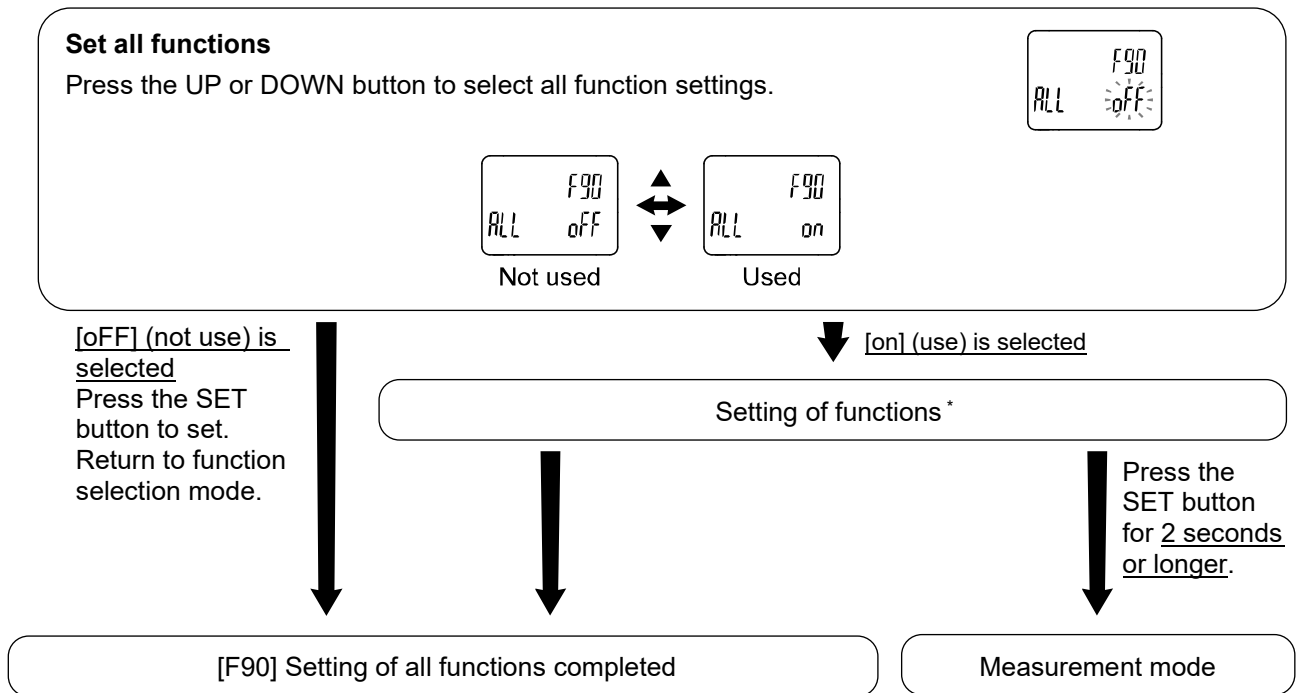 Set all functions
Press the UP or DOWN button to select all function settings.
F90
ALL oFF
F90
ALL oFF
F90
ALL on
Not used
Used
[oFF] (not use) is
selected
Press the SET
button to set.
Return to function
selection mode.
[on] (use) is selected
Setting of functions *
Press the
SET button
for 2 seconds
or longer.
[F90] Setting of all functions completed
Measurement mode